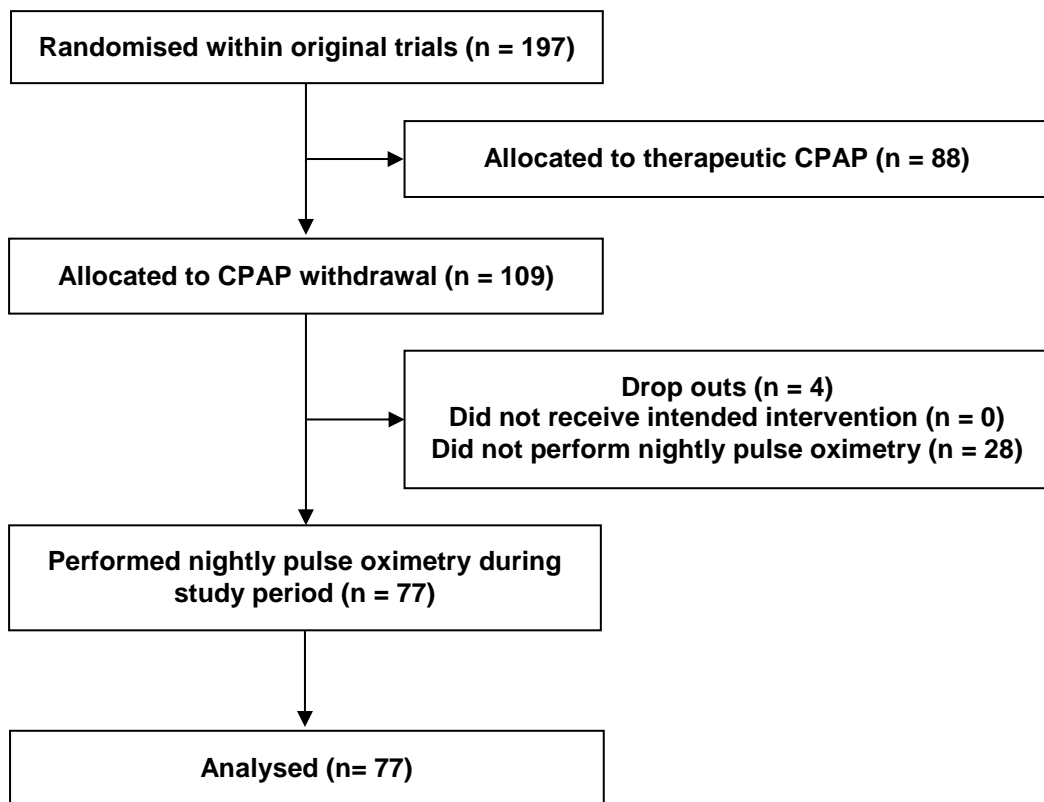 Randomised within original trials (n = 197)
Allocated to therapeutic CPAP (n = 88)
Allocated to CPAP withdrawal (n = 109)
Drop outs (n = 4)
Did not receive intended intervention (n = 0)
Did not perform nightly pulse oximetry (n = 28)
Performed nightly pulse oximetry during
study period (n = 77)
Analysed (n= 77)